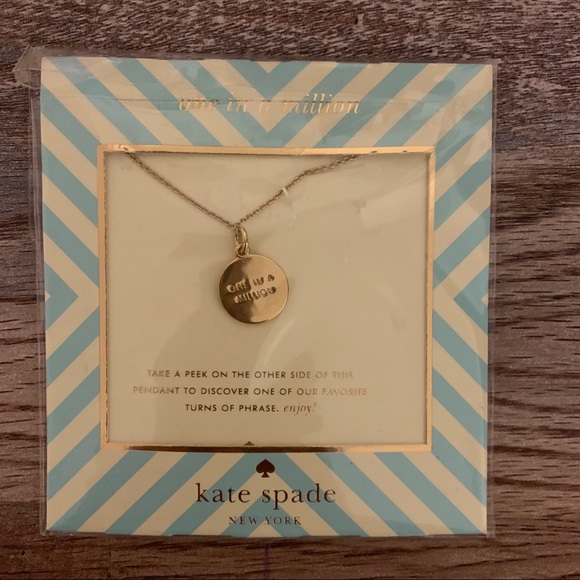 one in a million
ONE IN A
MILLION
TAKE A PEEK ON THE OTHER SIDE OF THIS
PENDANT TO DISCOVER ONE OF OUR FAVORITE
TURNS OF PHRASE. enjoy!
kate spade
NEW YORK